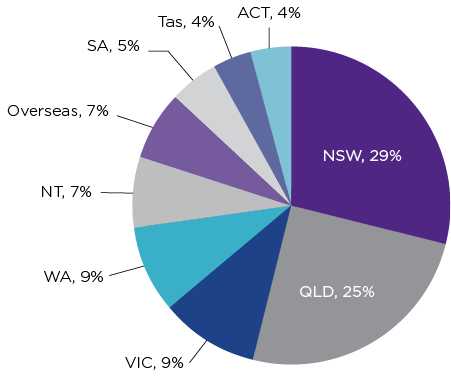 ACT, 4%
Tas, 4%
SA, 5%
Overseas, 7%
NSW, 29%
NT, 7%
WA, 9%
QLD, 25%
VIC, 9%